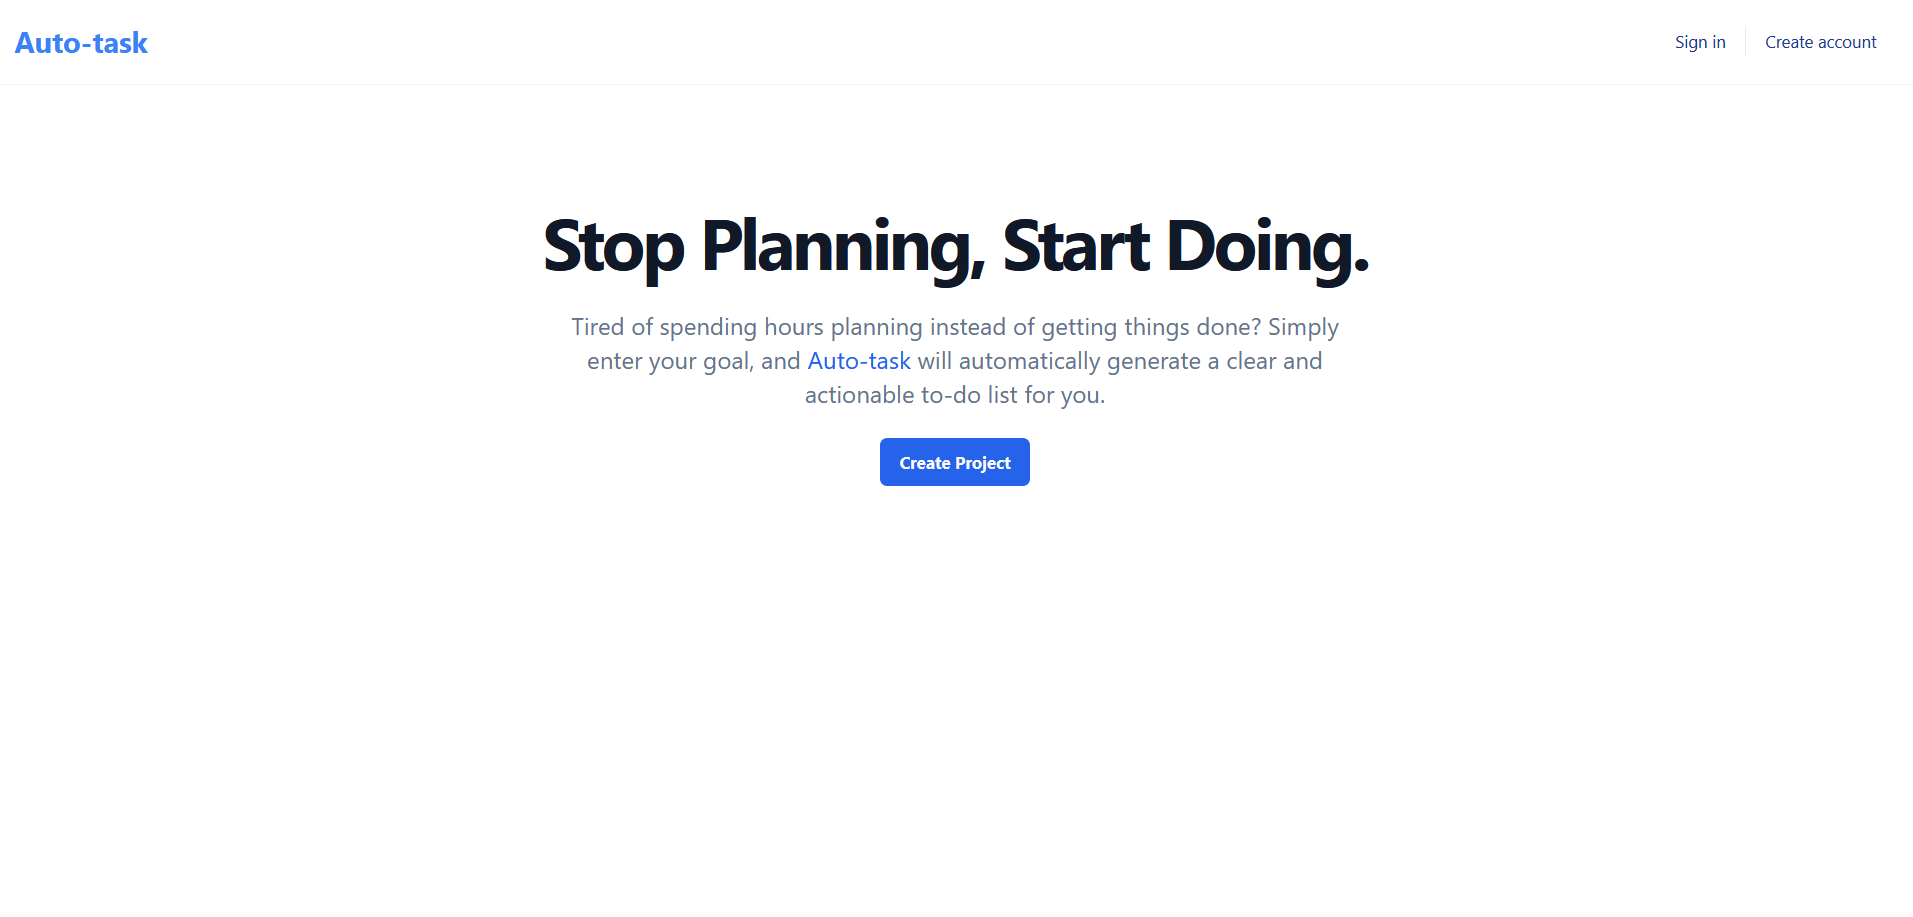 Auto-task
Sign in
Create account
Stop Planning, Start Doing.
Tired of spending hours planning instead of getting things done? Simply
enter your goal, and Auto-task will automatically generate a clear and
actionable to-do list for you.
Create Project